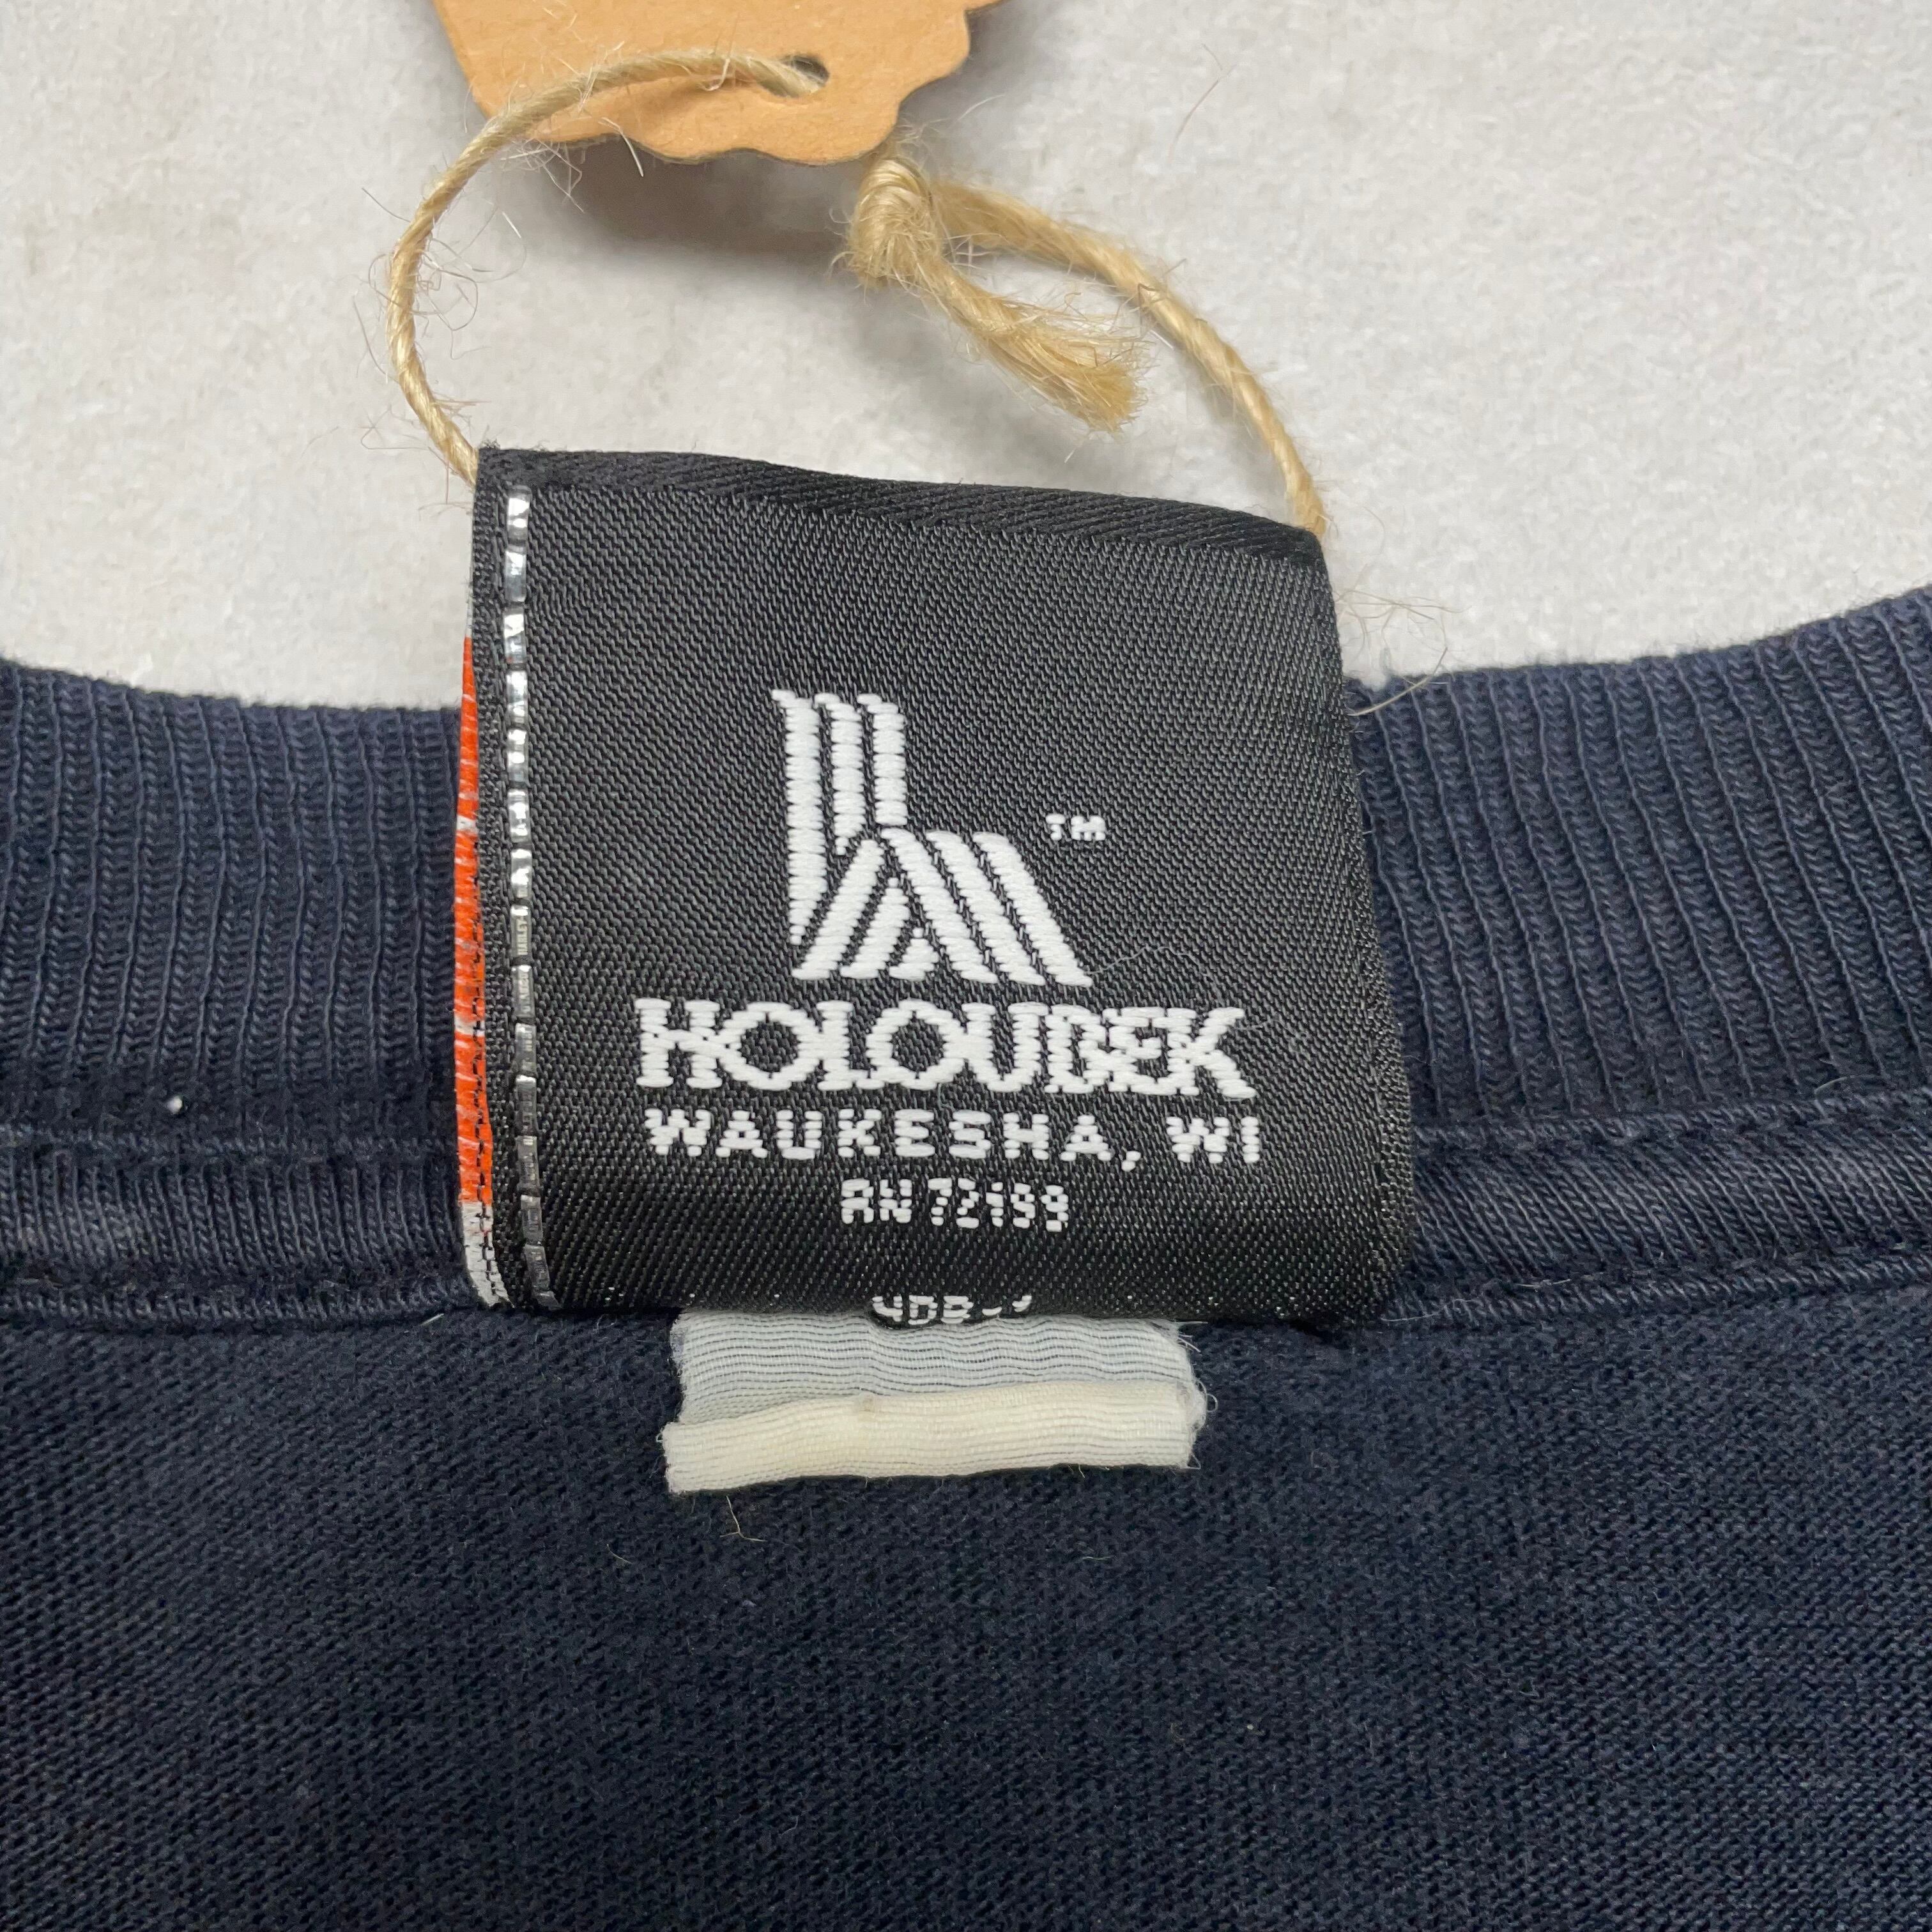 TM
HOLOUBEK
WAUKESHA, WI
RN 72199